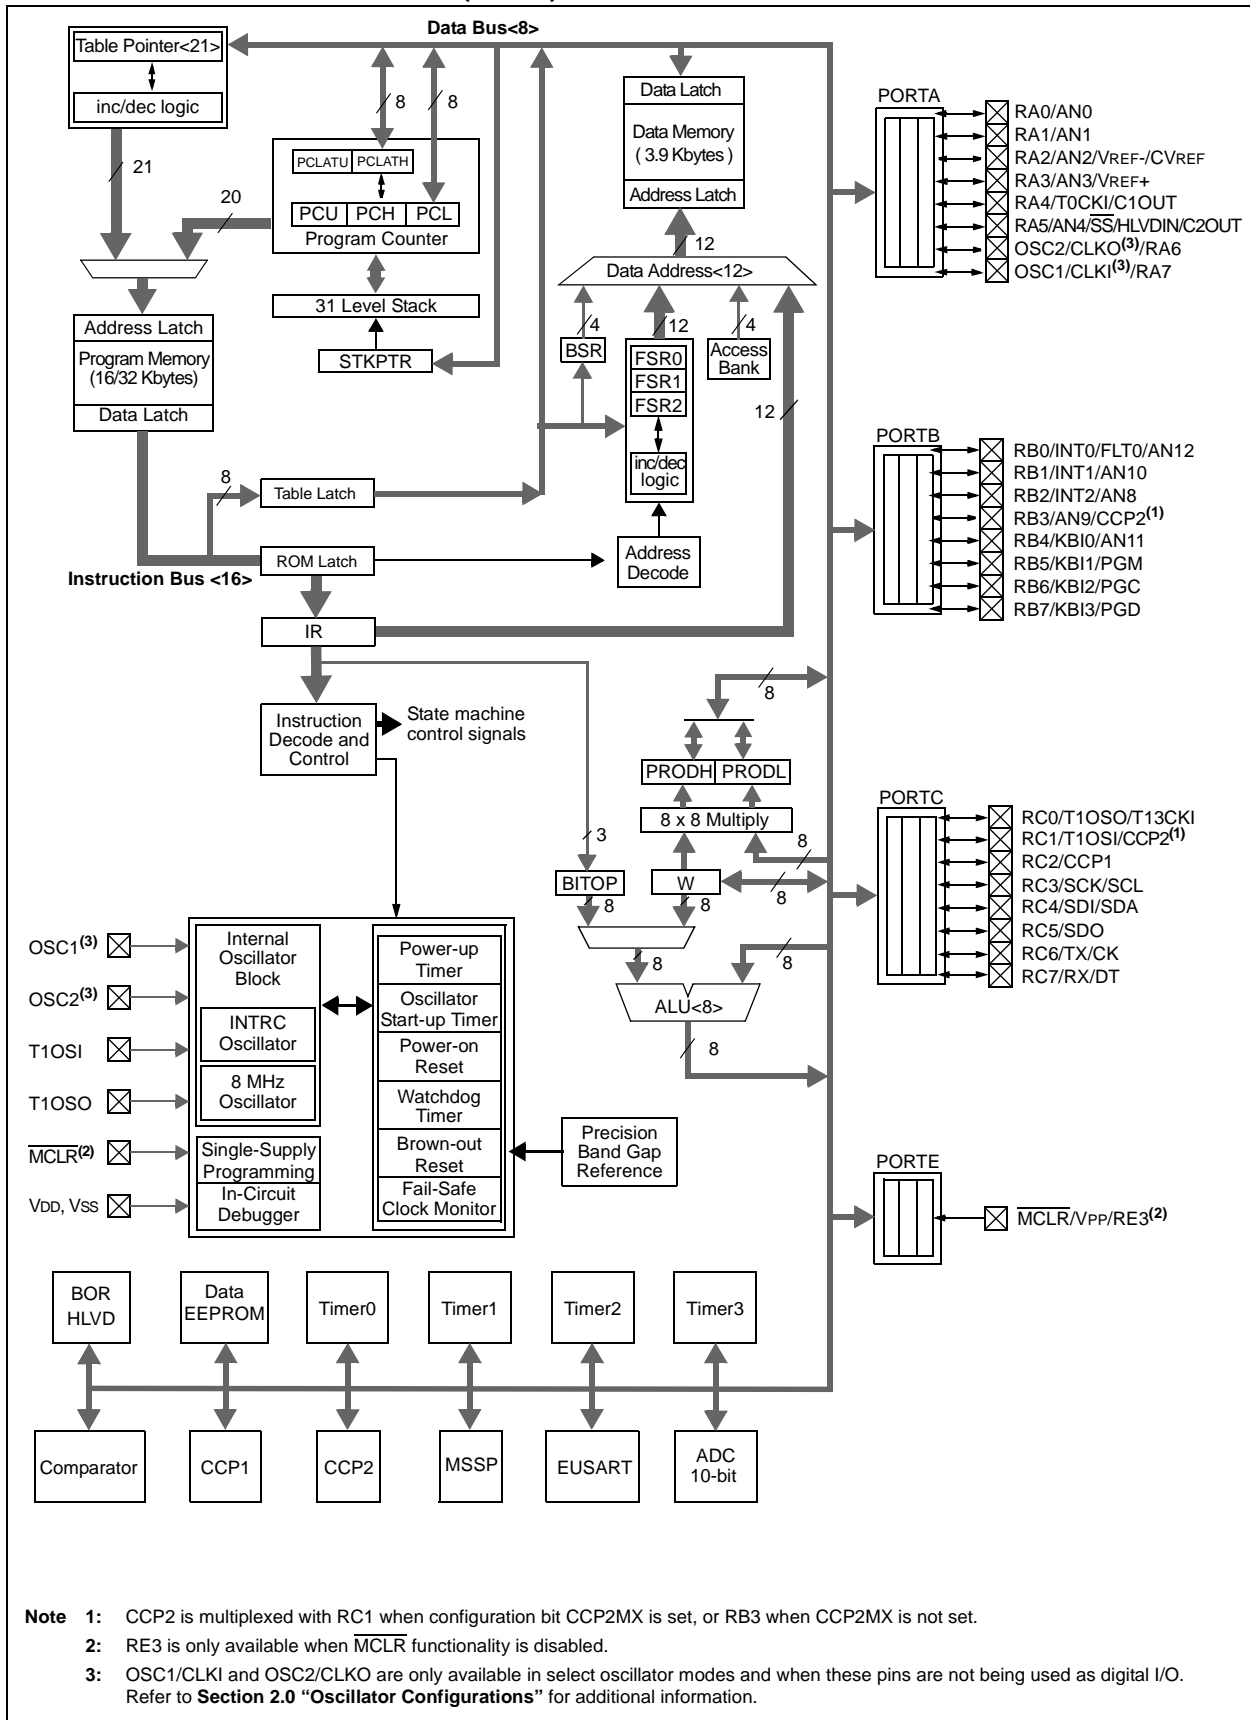 Data Bus<8>
Table Pointer<21>
inc/dec logic
21
20
8
8
PCLATU PCLATH
PCU PCH PCL
Program Counter
31 Level Stack
STKPTR
Data Latch
Data Memory
( 3.9 Kbytes )
Address Latch
12
Data Address<12>
4
12
4
BSR
FSR0
FSR1
FSR2
inc/dec
logic
Access
Bank
12
Address Latch
Program Memory
(16/32 Kbytes)
Data Latch
8
Table Latch
ROM Latch
Instruction Bus <16>
Address
Decode
IR
Instruction
Decode and
Control
State machine
control signals
8
PRODH PRODL
8 x 8 Multiply
8
3
BITOP
W
8
8
8
8
8
ALU<8>
8
PORTA
RA0/AN0
RA1/AN1
RA2/AN2/VREF-/CVREF
RA3/AN3/VREF+
RA4/T0CKI/C1OUT
RA5/AN4/SS/HLVDIN/C2OUT
OSC2/CLKO(3)/RA6
OSC1/CLKI(3)/RA7
PORTB
RB0/INT0/FLT0/AN12
RB1/INT1/AN10
RB2/INT2/AN8
RB3/AN9/CCP2(1)
RB4/KBI0/AN11
RB5/KBI1/PGM
RB6/KBI2/PGC
RB7/KBI3/PGD
PORTC
RC0/T1OSO/T13CKI
RC1/T1OSI/CCP2(1)
RC2/CCP1
RC3/SCK/SCL
RC4/SDI/SDA
RC5/SDO
RC6/TX/CK
RC7/RX/DT
PORTE
MCLR/VPP/RE3(2)
OSC1(3)
OSC2(3)
T1OSI
T1OSO
MCLR(2)
VDD, VSS
Internal
Oscillator
Block
INTRC
Oscillator
8 MHz
Oscillator
Single-Supply
Programming
In-Circuit
Debugger
Power-up
Timer
Oscillator
Start-up Timer
Power-on
Reset
Watchdog
Timer
Brown-out
Reset
Fail-Safe
Clock Monitor
Precision
Band Gap
Reference
BOR
HLVD
Data
EEPROM
Timer0
Timer1
Timer2
Timer3
Comparator
CCP1
CCP2
MSSP
EUSART
ADC
10-bit
Note 1: CCP2 is multiplexed with RC1 when configuration bit CCP2MX is set, or RB3 when CCP2MX is not set.
2: RE3 is only available when MCLR functionality is disabled.
3: OSC1/CLKI and OSC2/CLKO are only available in select oscillator modes and when these pins are not being used as digital I/O.
Refer to Section 2.0 “Oscillator Configurations” for additional information.